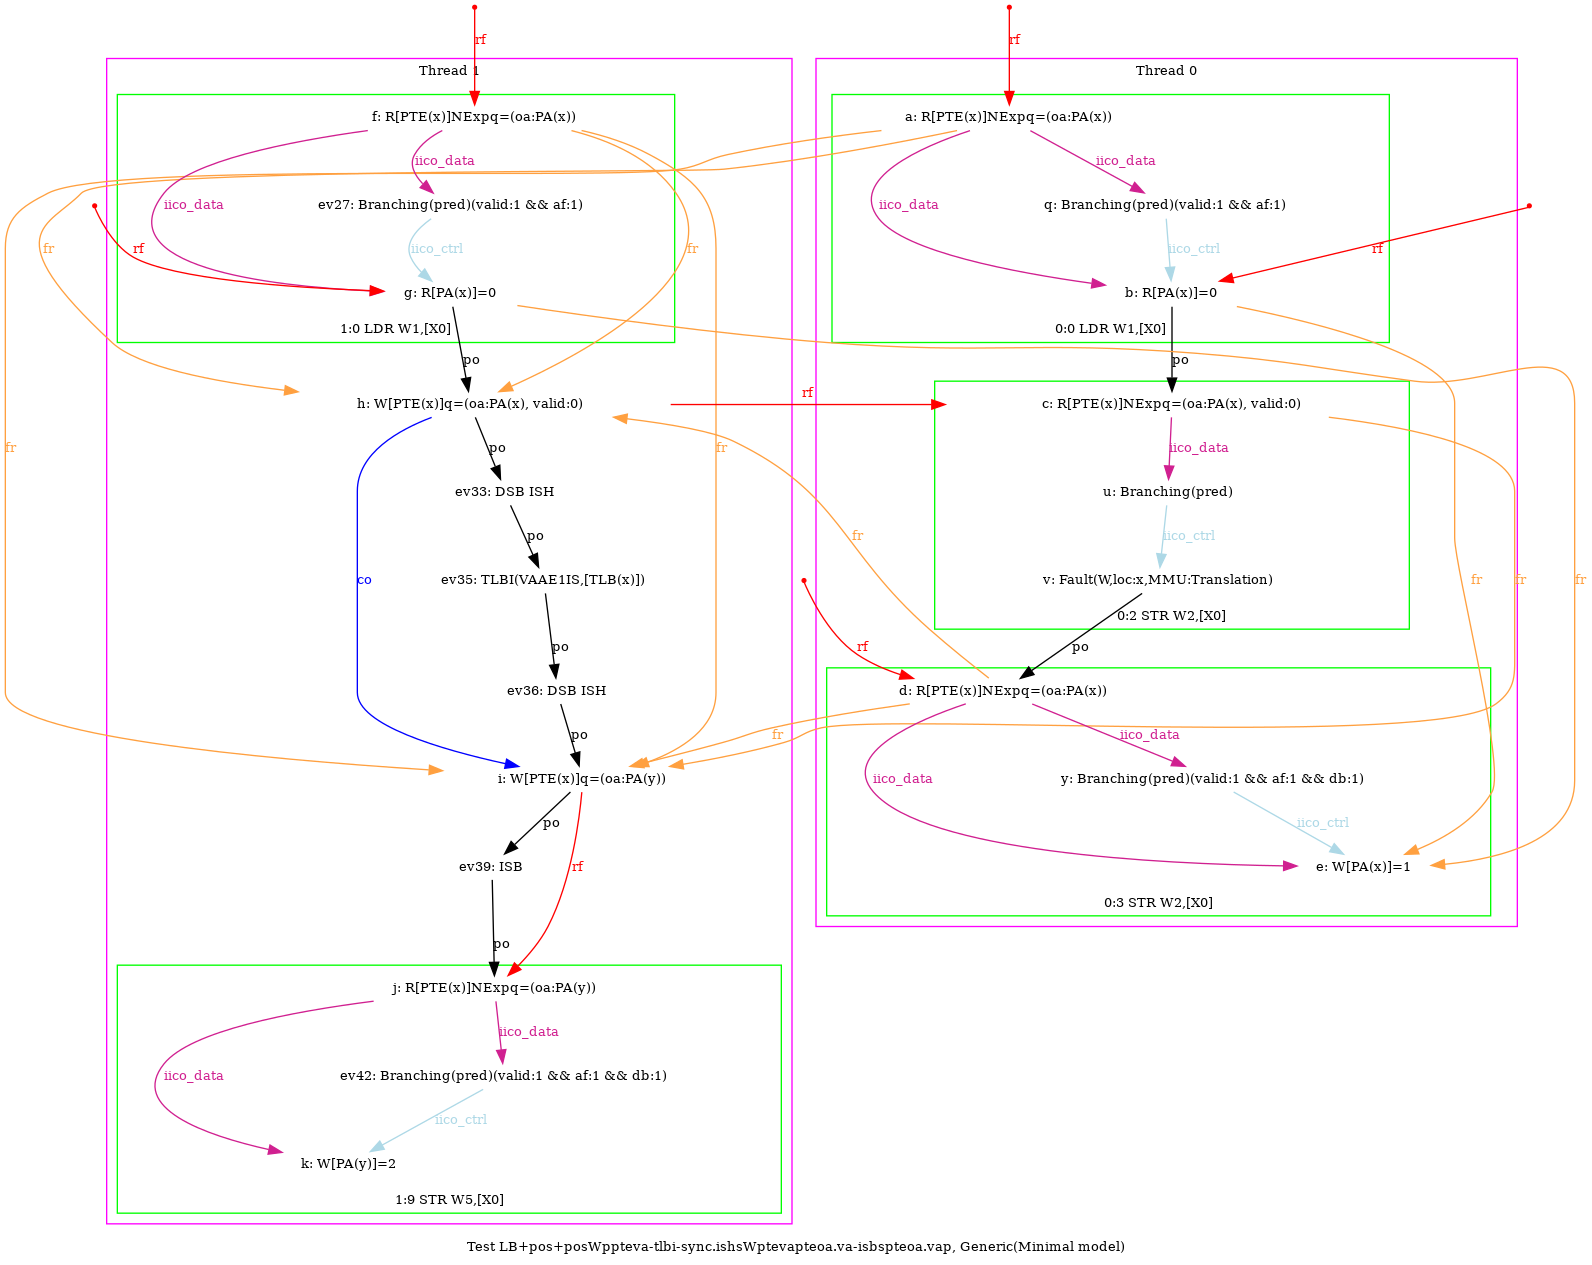 rf
rf
Thread 1
Thread 0
f: R[PTE(x)]NExpq=(oa:PA(x))
a: R[PTE(x)]NExpq=(oa:PA(x))
iico_data
iico_data
iico_data
ev27: Branching(pred)(valid:1 && af:1)
iico_data
q: Branching(pred)(valid:1 && af:1)
fr
rf
iico_ctrl
fr
iico_ctrl
rf
g: R[PA(x)]=0
b: R[PA(x)]=0
1:0 LDR W1,[X0]
0:0 LDR W1,[X0]
po
po
rf
h: W[PTE(x)]q=(oa:PA(x), valid:0)
c: R[PTE(x)]NExpq=(oa:PA(x), valid:0)
fr
po
fr
iico_data
ev33: DSB ISH
u: Branching(pred)
po
fr
iico_ctrl
co
ev35: TLBI(VAAE1IS,[TLB(x)])
v: Fault(W,loc:x,MMU:Translation)
fr
fr
fr
0:2 STR W2,[X0]
po
rf
po
ev36: DSB ISH
d: R[PTE(x)]NExpq=(oa:PA(x))
po
fr
iico_data
i: W[PTE(x)]q=(oa:PA(y))
iico_data
y: Branching(pred)(valid:1 && af:1 && db:1)
po
iico_ctrl
ev39: ISB
rf
e: W[PA(x)]=1
0:3 STR W2,[X0]
po
j: R[PTE(x)]NExpq=(oa:PA(y))
iico_data
iico_data
ev42: Branching(pred)(valid:1 && af:1 && db:1)
iico_ctrl
k: W[PA(y)]=2
1:9 STR W5,[X0]
Test LB+pos+posWppteva-tlbi-sync.ishsWptevapteoa.va-isbspteoa.vap, Generic(Minimal model)